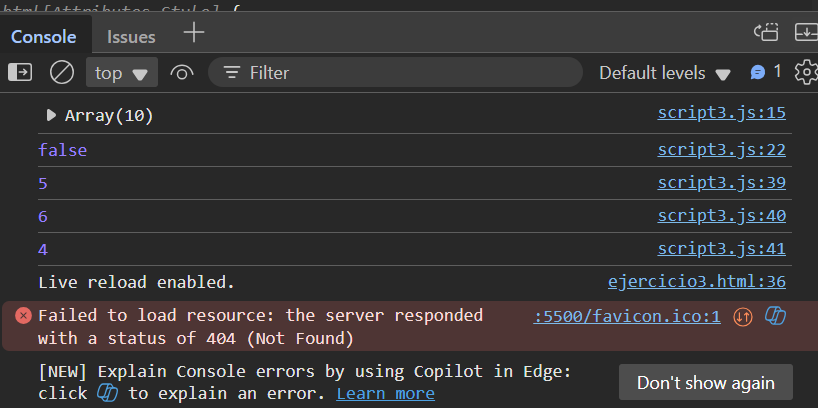 html[Attributes Style] {
Console Issues
top Filter Default levels 1
Array(10) script3.js:15
false script3.js:22
5 script3.js:39
6 script3.js:40
4 script3.js:41
Live reload enabled. ejercicio3.html:36
Failed to load resource: the server responded :5500/favicon.ico:1
with a status of 404 (Not Found)
[NEW] Explain Console errors by using Copilot in Edge:
click to explain an error. Learn more
Don't show again